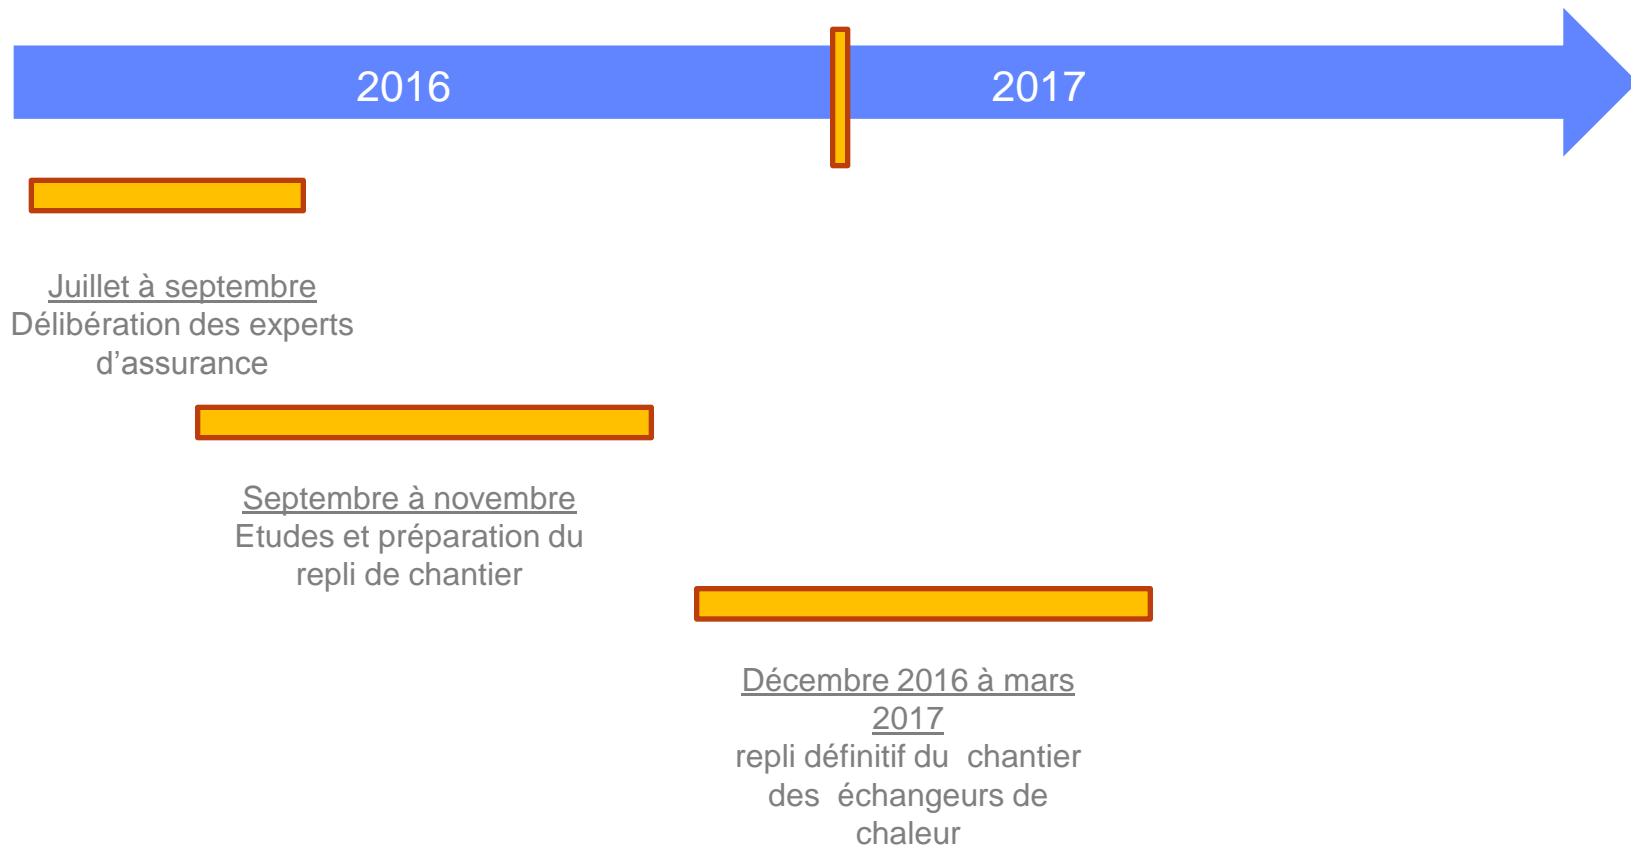 2016
2017
Juillet à septembre
Délibération des experts
d’assurance
Septembre à novembre
Etudes et préparation du
repli de chantier
Décembre 2016 à mars
2017
repli définitif du  chantier
des  échangeurs de
chaleur